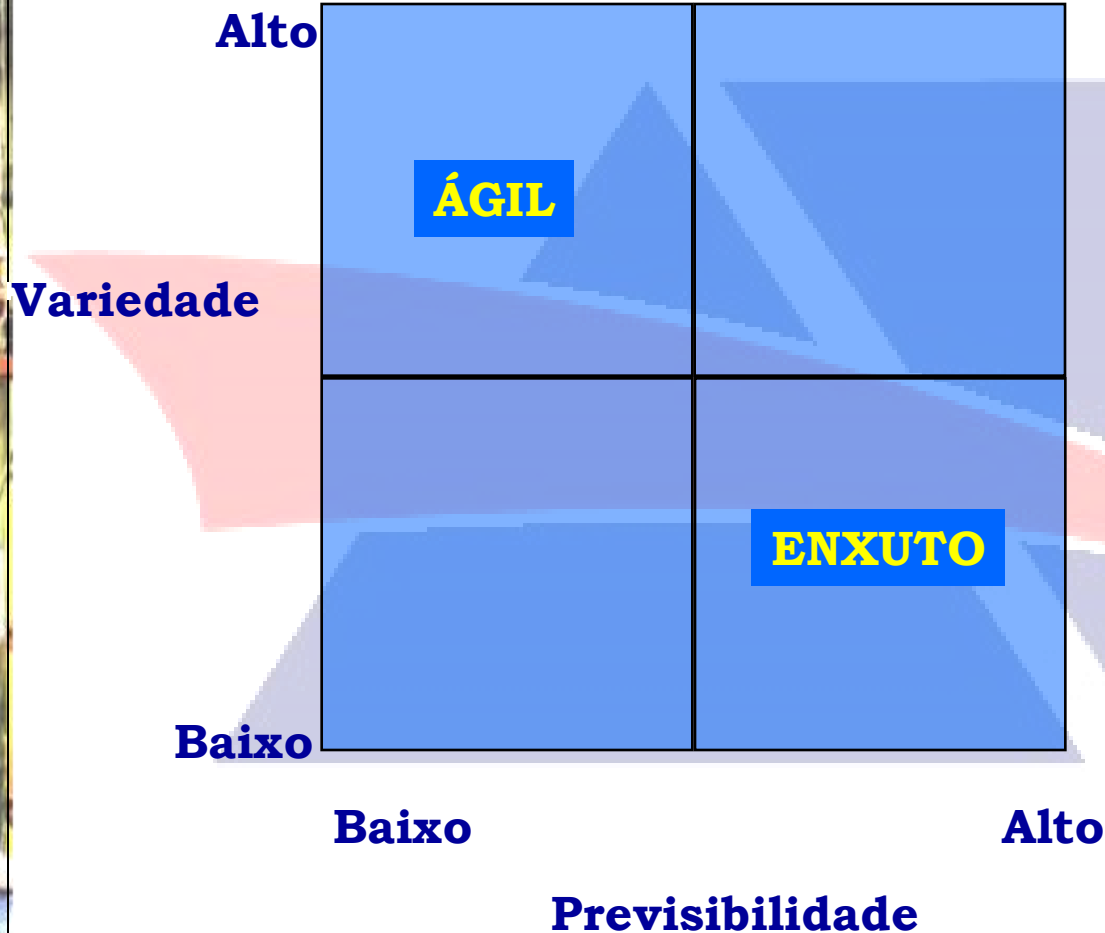 Alto
ÁGIL
Variedade
ENXUTO
Baixo
Baixo Alto
Previsibilidade